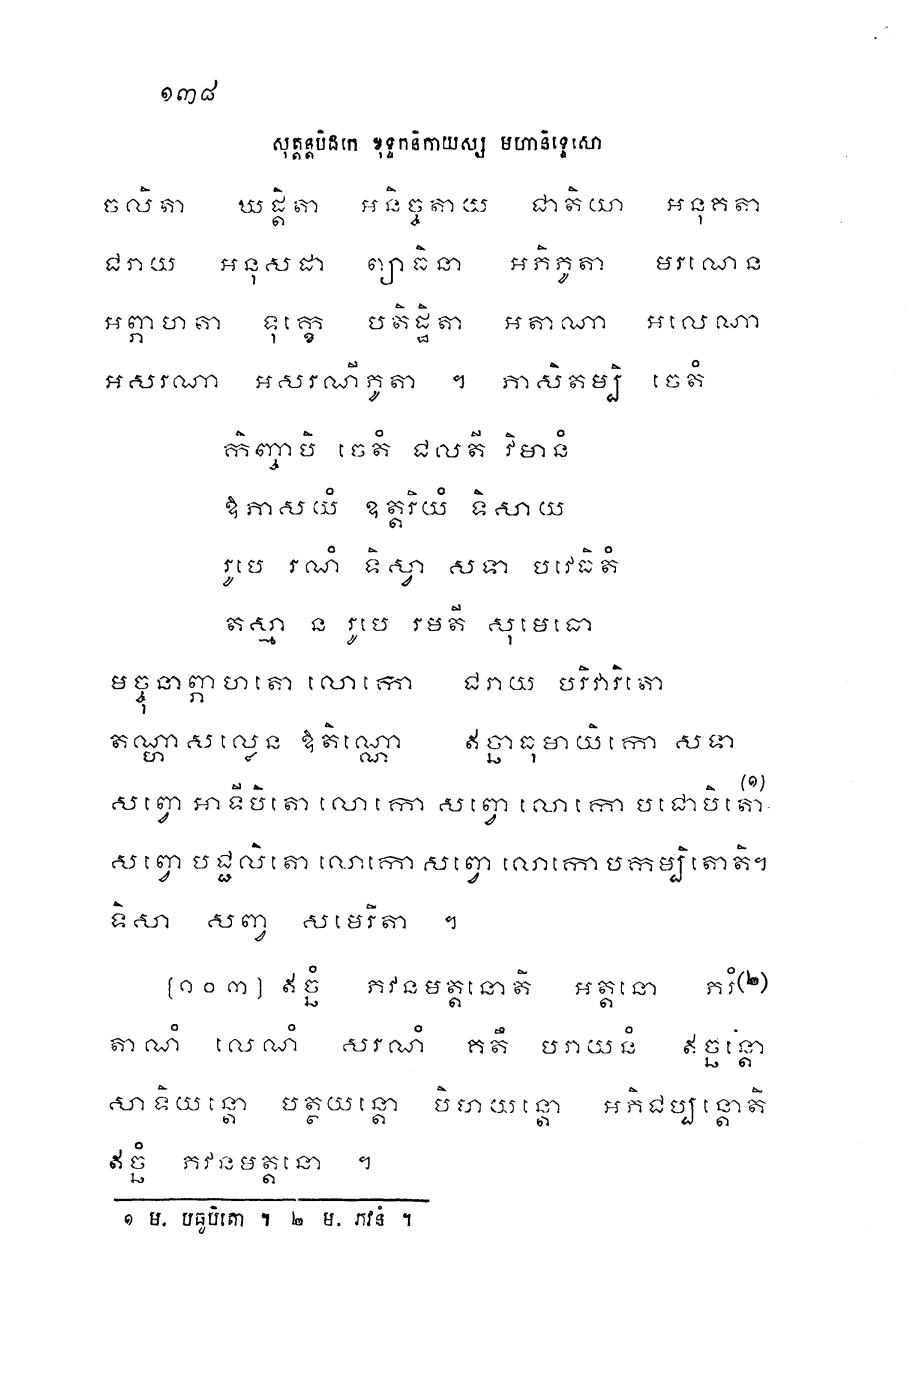 ១៣៨
សុត្តន្តបិដកេ ខុទ្ទកនិកាយស្ស មហានិទ្ទេសោ
ចលិតា ឃដ្តិតា អនិច្ចតាយ ជាតិយា អនុគតា
ជរាយ អនុសដា ព្យាធិនា អភិភូតា មរណេន
អព្ភាហតា ទុក្ខេ បតិដ្ឋិតា អតាណា អលេណា
អសរណា អសរណីភូតា ។ ភាសិតម្បិ ចេតំ
កិញ្ចាបិ ចេតំ ជលតី វិមានំ
ឱភាសយំ ឧត្តរិយំ ទិសាយ
រូបេ រណំ ទិស្វា សទា បវេធិតំ
តស្មា ន រូបេ រមតី សុមេធោ
មច្ចុនាព្ភាហតោ លោកោ ជរាយ បរិវារិតោ
តណ្ហាសល្លេន ឱតិណ្ណោ ឥច្ឆាធុមាយិកោ សទា
សព្វោ អាទីបិតោ លោកោ សព្វោ លោកោ បជោបិតោ(១)
សព្វោ បជ្ជលិតោ លោកោ សព្វោ លោកោ បកម្បិតោតិ។
ទិសា សញ្វ សមេរិតា ។
[១០៣] ឥច្ឆំ ភវនមត្តនោតិ អត្តនោ ភវំ(២)
តាណំ លេណំ សរណំ គតឹ បរាយនំ ឥច្ឆន្តោ
សាទិយន្តោ បត្ថយន្តោ បិហយន្តោ អភិជប្បន្តោតិ
ឥច្ឆំ ភវនមត្តនោ ។
១ ម. បធូបិតោ ។ ២ ម. ភវនំ ។